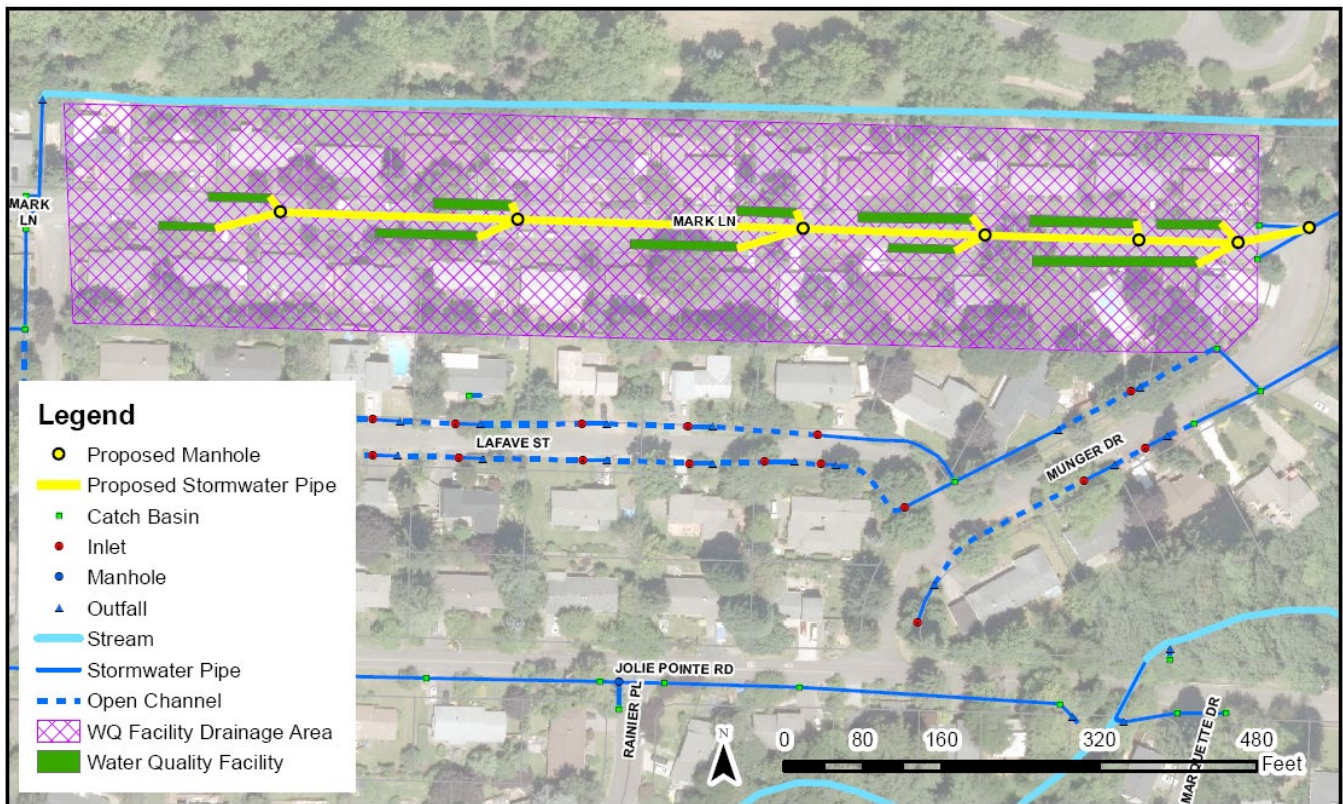 MARK
LN
MARK LN
LAFAVE ST
MUNGER DR
JOLIE POINTE RD
RAINIER PL
MARQUETTE DR
Legend
Proposed Manhole
Proposed Stormwater Pipe
Catch Basin
Inlet
Manhole
Outfall
Stream
Stormwater Pipe
Open Channel
WQ Facility Drainage Area
Water Quality Facility
N
0 80 160 320 480
Feet